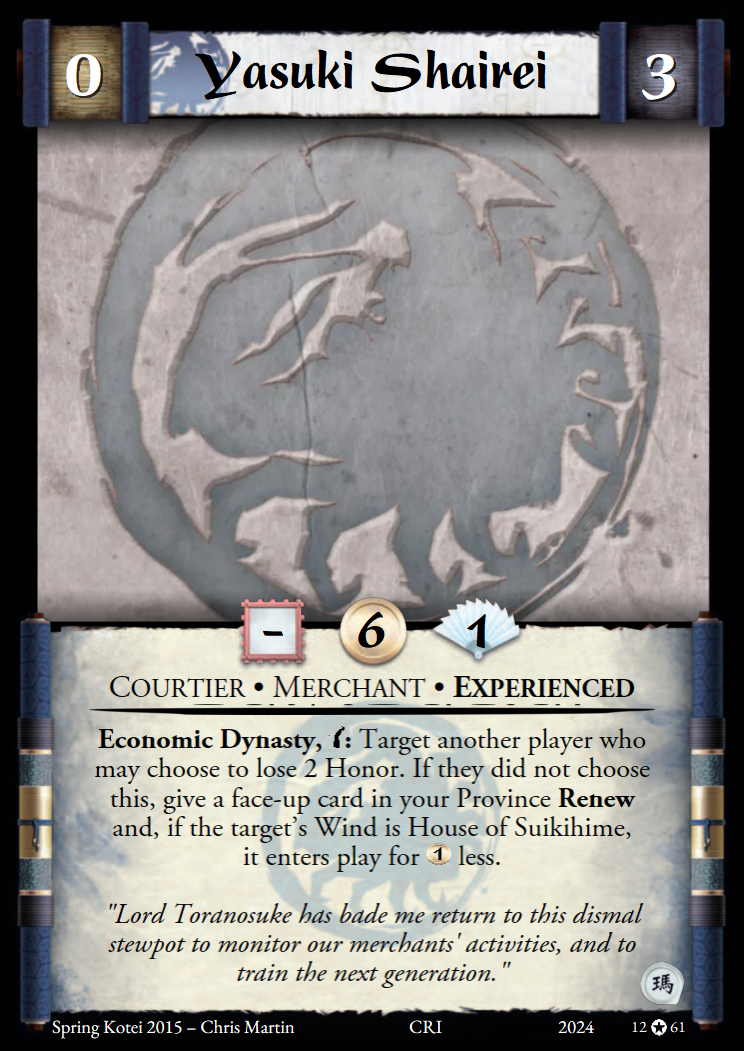 0 Yasuki Shairei 3
- 6 1
Courtier • Merchant • Experienced
Economic Dynasty, : Target another player who
may choose to lose 2 Honor. If they did not choose
this, give a face-up card in your Province Renew
and, if the target's Wind is House of Suikihime,
it enters play for 1 less.
"Lord Toranosuke has bade me return to this dismal
stewpot to monitor our merchants' activities, and to
train the next generation."
瑪
Spring Kotei 2015 – Chris Martin CRI 2024 12 ✪ 61